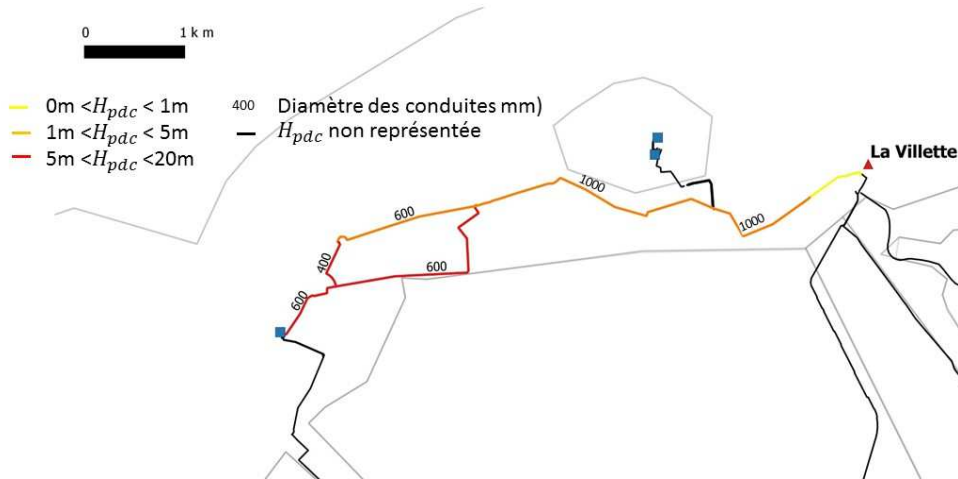 0 1 km
0m <H_pdc < 1m
1m <H_pdc < 5m
5m <H_pdc <20m
400 Diamètre des conduites mm)
H_pdc non représentée
La Villette
1000
600
1000
400
600
600